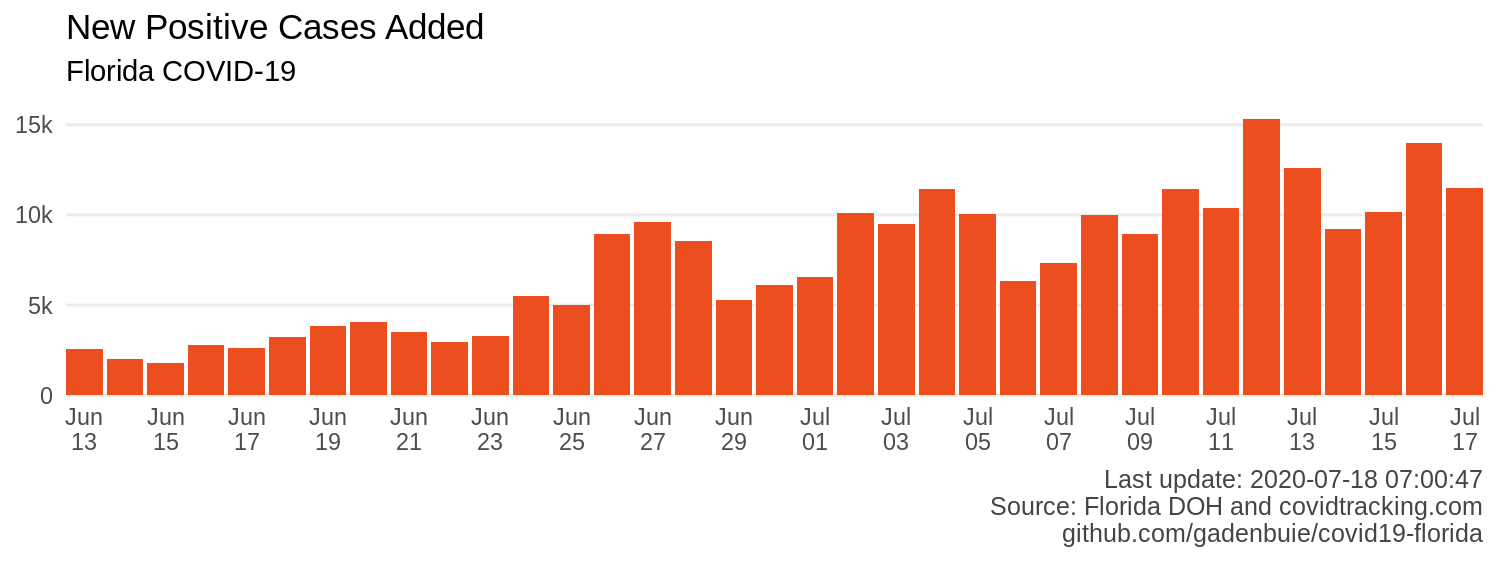 New Positive Cases Added
Florida COVID-19
15k
10k
5k
0
Jun Jun Jun Jun Jun Jun Jun Jun Jun Jul Jul Jul Jul Jul Jul Jul Jul Jul
13 15 17 19 21 23 25 27 29 01 03 05 07 09 11 13 15 17
Last update: 2020-07-18 07:00:47
Source: Florida DOH and covidtracking.com
github.com/gadenbuie/covid19-florida